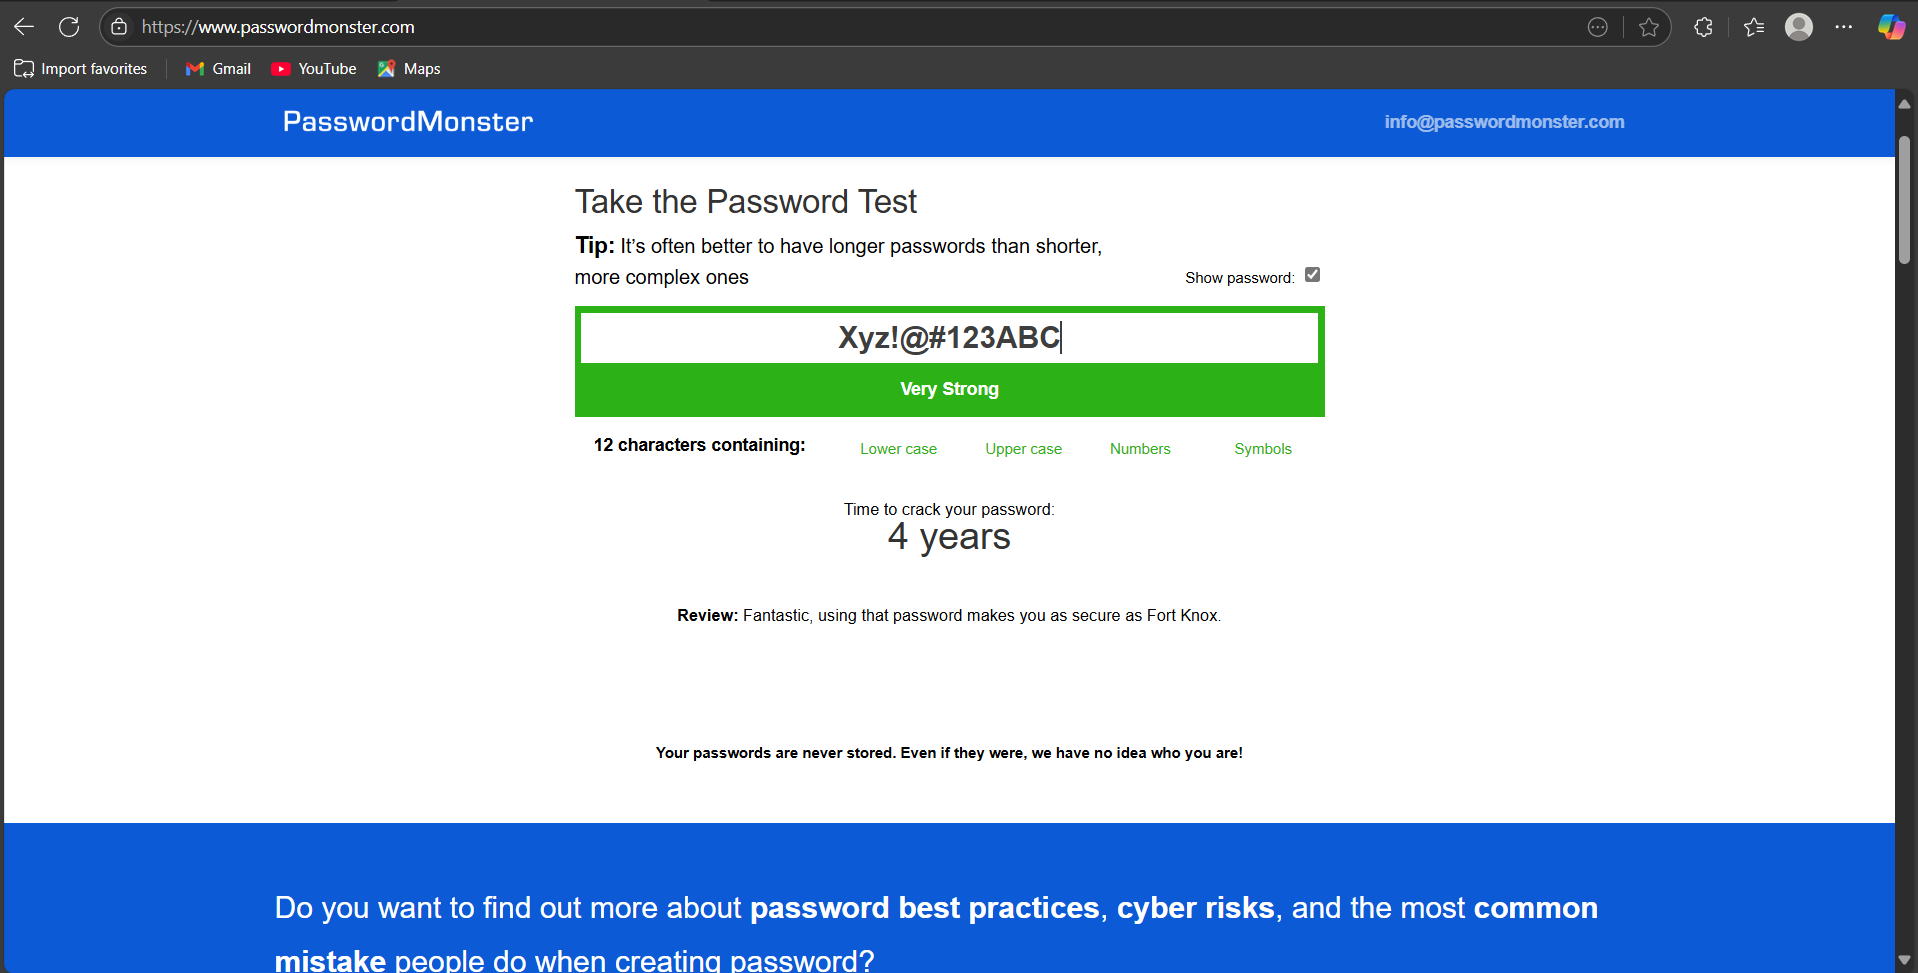 https://www.passwordmonster.com
Import favorites Gmail YouTube Maps
PasswordMonster info@passwordmonster.com
Take the Password Test
Tip: It’s often better to have longer passwords than shorter,
more complex ones
Show password:
Xyz!@#123ABC
Very Strong
12 characters containing: Lower case Upper case Numbers Symbols
Time to crack your password:
4 years
Review: Fantastic, using that password makes you as secure as Fort Knox.
Your passwords are never stored. Even if they were, we have no idea who you are!
Do you want to find out more about password best practices, cyber risks, and the most common
mistake people do when creating password?